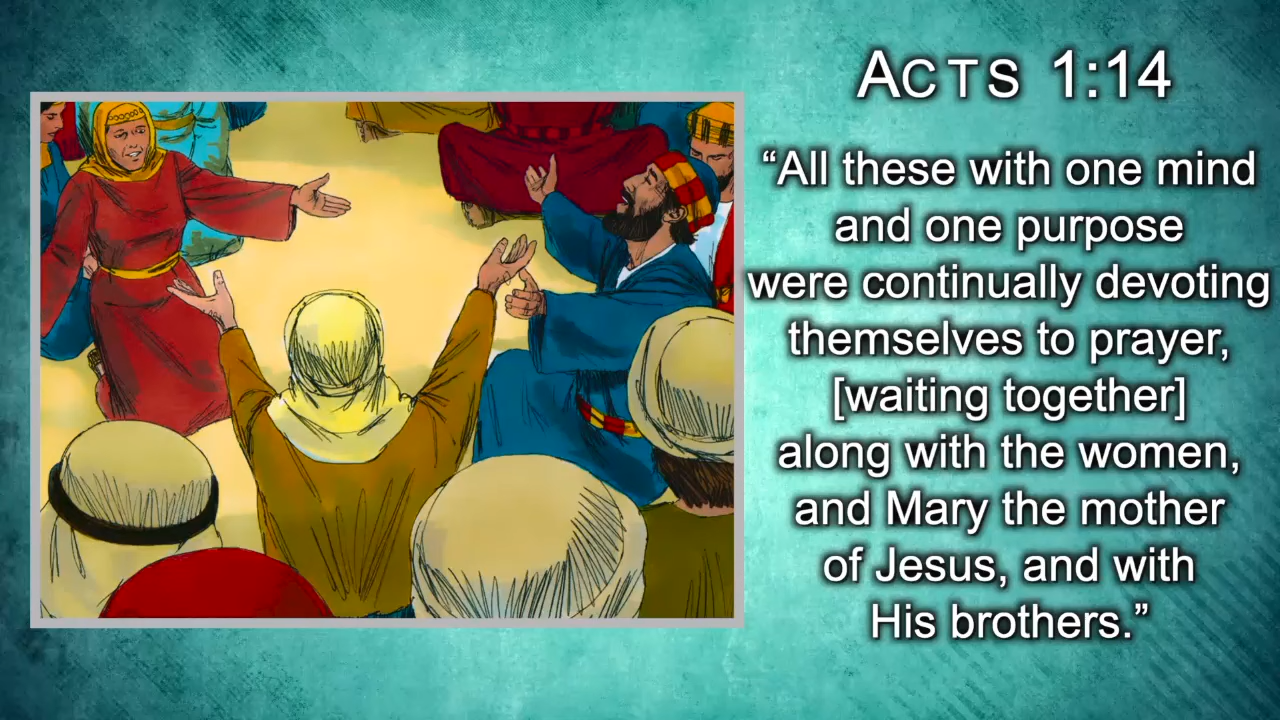 ACTS 1:14
“All these with one mind
and one purpose
were continually devoting
themselves to prayer,
[waiting together]
along with the women,
and Mary the mother
of Jesus, and with
His brothers.”